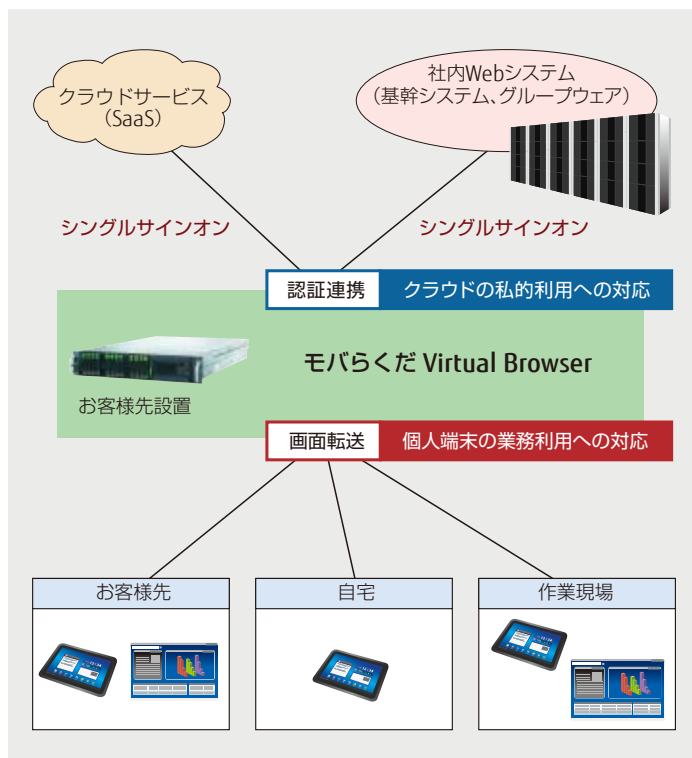 クラウドサービス
(SaaS)
社内Webシステム
(基幹システム、グループウェア)
シングルサインオン
シングルサインオン
認証連携
クラウドの私的利用への対応
モバらくだ Virtual Browser
お客様先設置
画面転送
個人端末の業務利用への対応
お客様先
自宅
作業現場